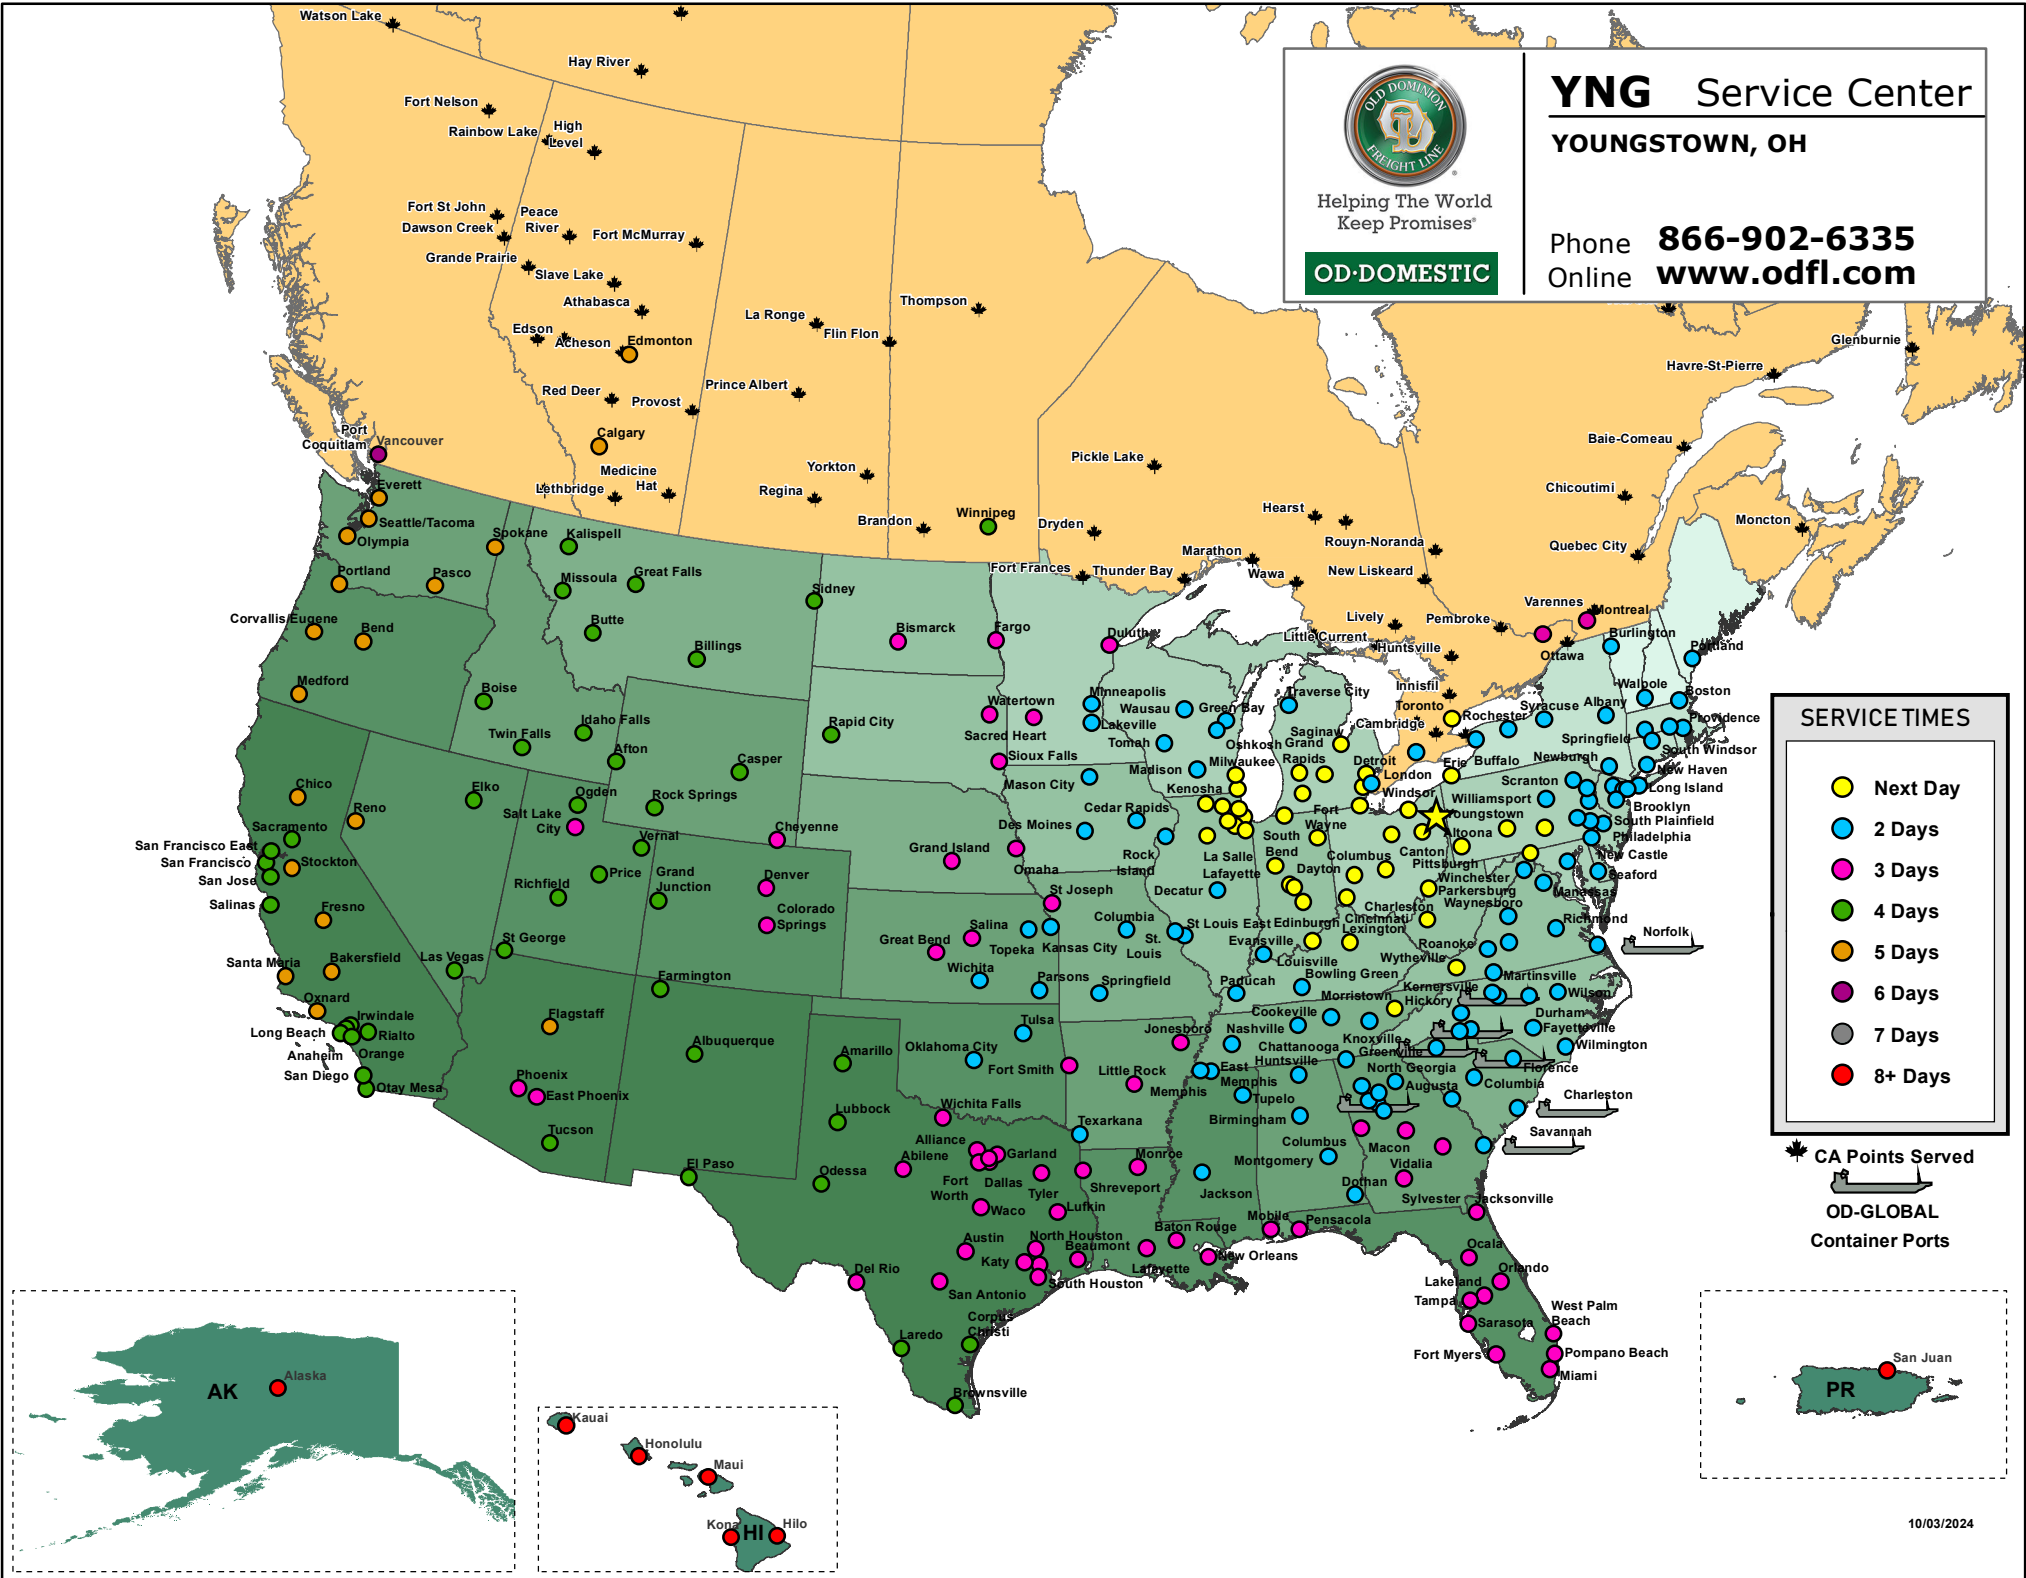 Watson Lake
Hay River
Fort Nelson
Rainbow Lake
High
Level
Fort St John
Dawson Creek
Peace
River
Fort McMurray
Grande Prairie
Slave Lake
Athabasca
Edson
Acheson
Edmonton
La Ronge
Flin Flon
Thompson
Red Deer
Provost
Prince Albert
Calgary
Port
Coquitlam
Vancouver
Medicine
Hat
Lethbridge
Yorkton
Regina
Brandon
Winnipeg
Pickle Lake
Dryden
Hearst
Fort Frances
Thunder Bay
Marathon
Wawa
Rouyn-Noranda
New Liskeard
Glenburnie
Havre-St-Pierre
Baie-Comeau
Chicoutimi
Moncton
Quebec City
Varennes
Montreal
Lively
Pembroke
Little Current
Huntsville
Ottawa
Innisfil
Toronto
Cambridge
London
Windsor
OLD DOMINION
FREIGHT LINE
Helping The World
Keep Promises®
OD·DOMESTIC
YNG Service Center
YOUNGSTOWN, OH
Phone 866-902-6335
Online www.odfl.com
Everett
Seattle/Tacoma
Olympia
Spokane
Portland
Pasco
Corvallis/Eugene
Bend
Medford
Kalispell
Missoula
Great Falls
Butte
Billings
Sidney
Boise
Idaho Falls
Twin Falls
Afton
Casper
Rapid City
Bismarck
Fargo
Duluth
Watertown
Sacred Heart
Sioux Falls
Minneapolis
Lakeville
Wausau
Green Bay
Tomah
Oshkosh
Madison
Milwaukee
Kenosha
Traverse City
Saginaw
Grand
Rapids
Detroit
Chico
Reno
Sacramento
San Francisco East
San Francisco
San Jose
Stockton
Salinas
Fresno
Santa Maria
Bakersfield
Oxnard
Irwindale
Long Beach
Rialto
Anaheim
Orange
San Diego
Otay Mesa
Elko
Las Vegas
Ogden
Salt Lake
City
Vernal
Price
Richfield
St George
Rock Springs
Cheyenne
Grand
Junction
Denver
Colorado
Springs
Farmington
Flagstaff
Albuquerque
Phoenix
East Phoenix
Tucson
El Paso
Mason City
Cedar Rapids
Des Moines
Rock
Island
Omaha
Grand Island
St Joseph
Salina
Topeka
Kansas City
Great Bend
Wichita
Parsons
Columbia
St.
Louis
St Louis East
Springfield
La Salle
Lafayette
Decatur
South
Bend
Fort
Wayne
Edinburgh
Evansville
Louisville
Columbus
Dayton
Cincinnati
Canton
Lexington
Bowling Green
Paducah
Erie
Youngstown
Altoona
Pittsburgh
Williamsport
Scranton
Buffalo
Rochester
Syracuse
Albany
Burlington
Portland
Walpole
Boston
Providence
Springfield
South Windsor
Newburgh
New Haven
Long Island
Brooklyn
South Plainfield
Philadelphia
New Castle
Seaford
Manassas
Winchester
Parkersburg
Waynesboro
Charleston
Richmond
Norfolk
Roanoke
Wytheville
Martinsville
Kernersville
Hickory
Wilson
Durham
Fayetteville
Wilmington
Morristown
Cookeville
Nashville
Knoxville
Chattanooga
Greenville
Florence
Columbia
Huntsville
North Georgia
Augusta
Charleston
Savannah
Jonesboro
East
Memphis
Memphis
Tupelo
Birmingham
Columbus
Montgomery
Macon
Vidalia
Dothan
Sylvester
Jackson
Tulsa
Oklahoma City
Fort Smith
Little Rock
Texarkana
Amarillo
Lubbock
Wichita Falls
Alliance
Abilene
Garland
Fort
Worth
Dallas
Tyler
Odessa
Waco
Lufkin
Monroe
Shreveport
Austin
North Houston
Katy
Beaumont
South Houston
Del Rio
San Antonio
Corpus
Christi
Laredo
Brownsville
Lafayette
Baton Rouge
New Orleans
Mobile
Pensacola
Jacksonville
Ocala
Orlando
Lakeland
Tampa
Sarasota
Fort Myers
West Palm
Beach
Pompano Beach
Miami
SERVICE TIMES
Next Day
2 Days
3 Days
4 Days
5 Days
6 Days
7 Days
8+ Days
CA Points Served
OD-GLOBAL
Container Ports
AK
Alaska
Kauai
Honolulu
Maui
Kona
HI
Hilo
San Juan
PR
10/03/2024